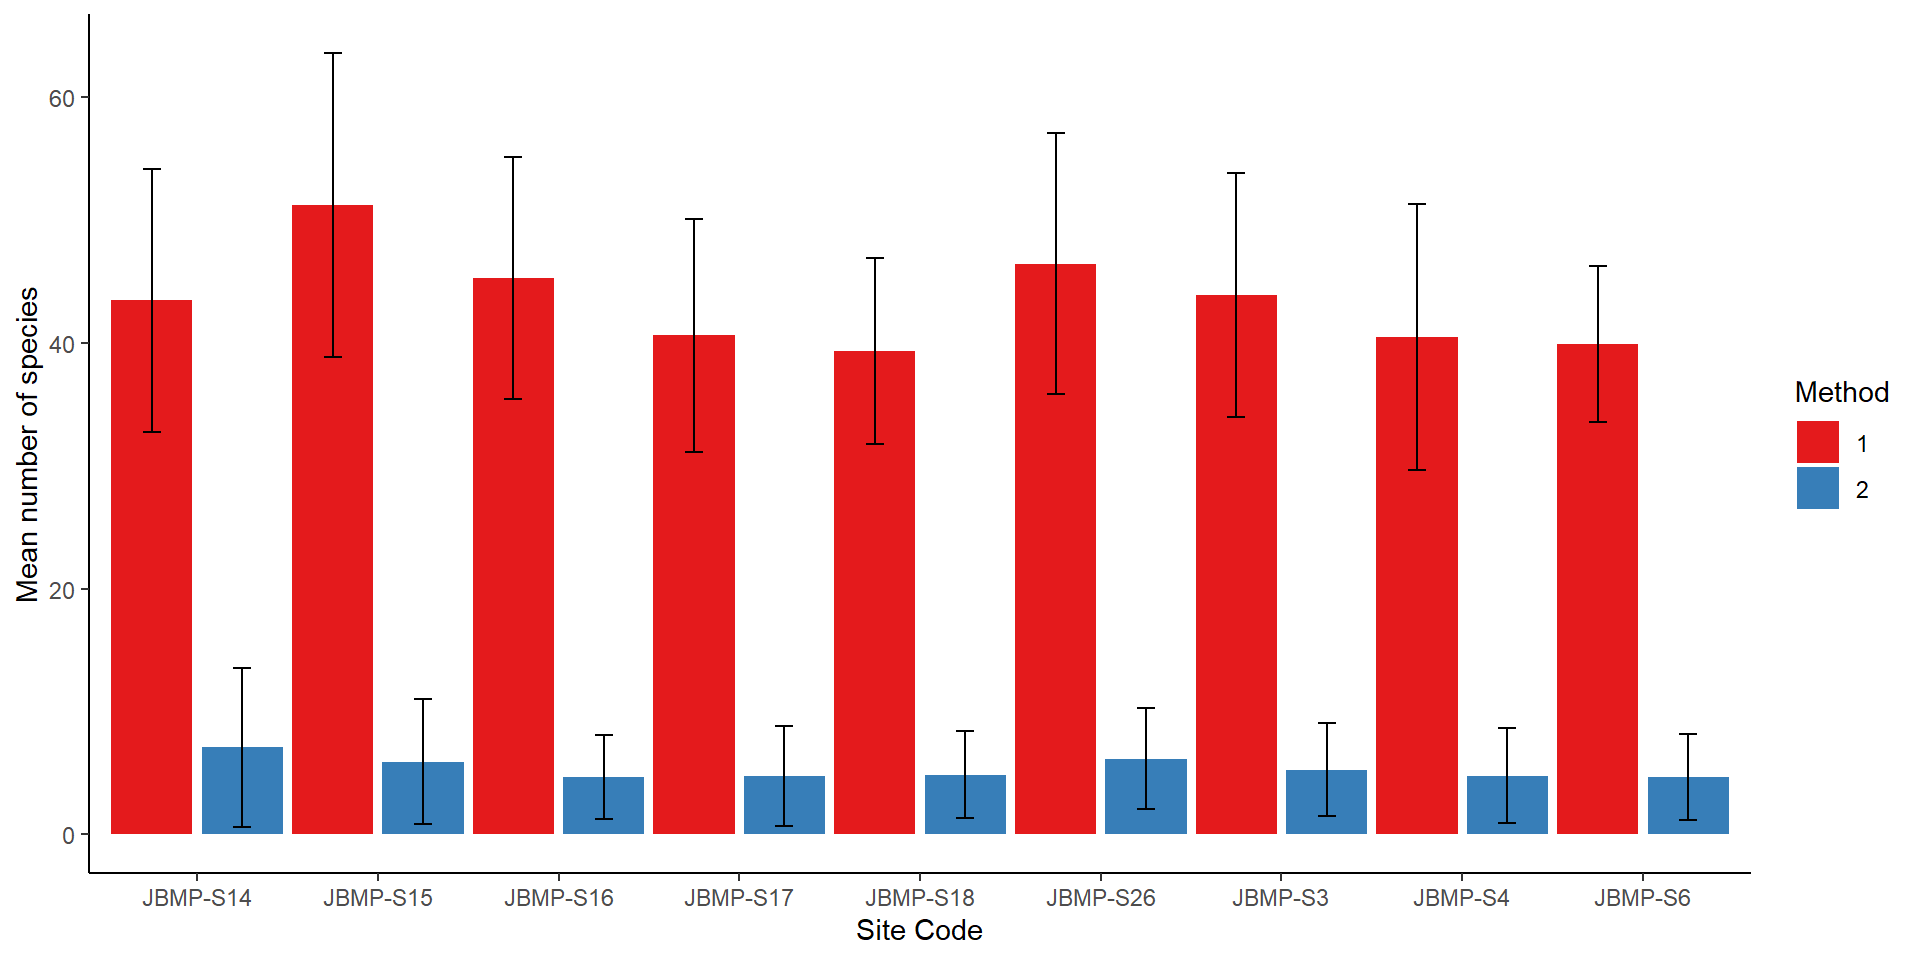 Mean number of species
60
40
20
0
JBMP-S14 JBMP-S15 JBMP-S16 JBMP-S17 JBMP-S18 JBMP-S26 JBMP-S3 JBMP-S4 JBMP-S6
Site Code
Method
1
2